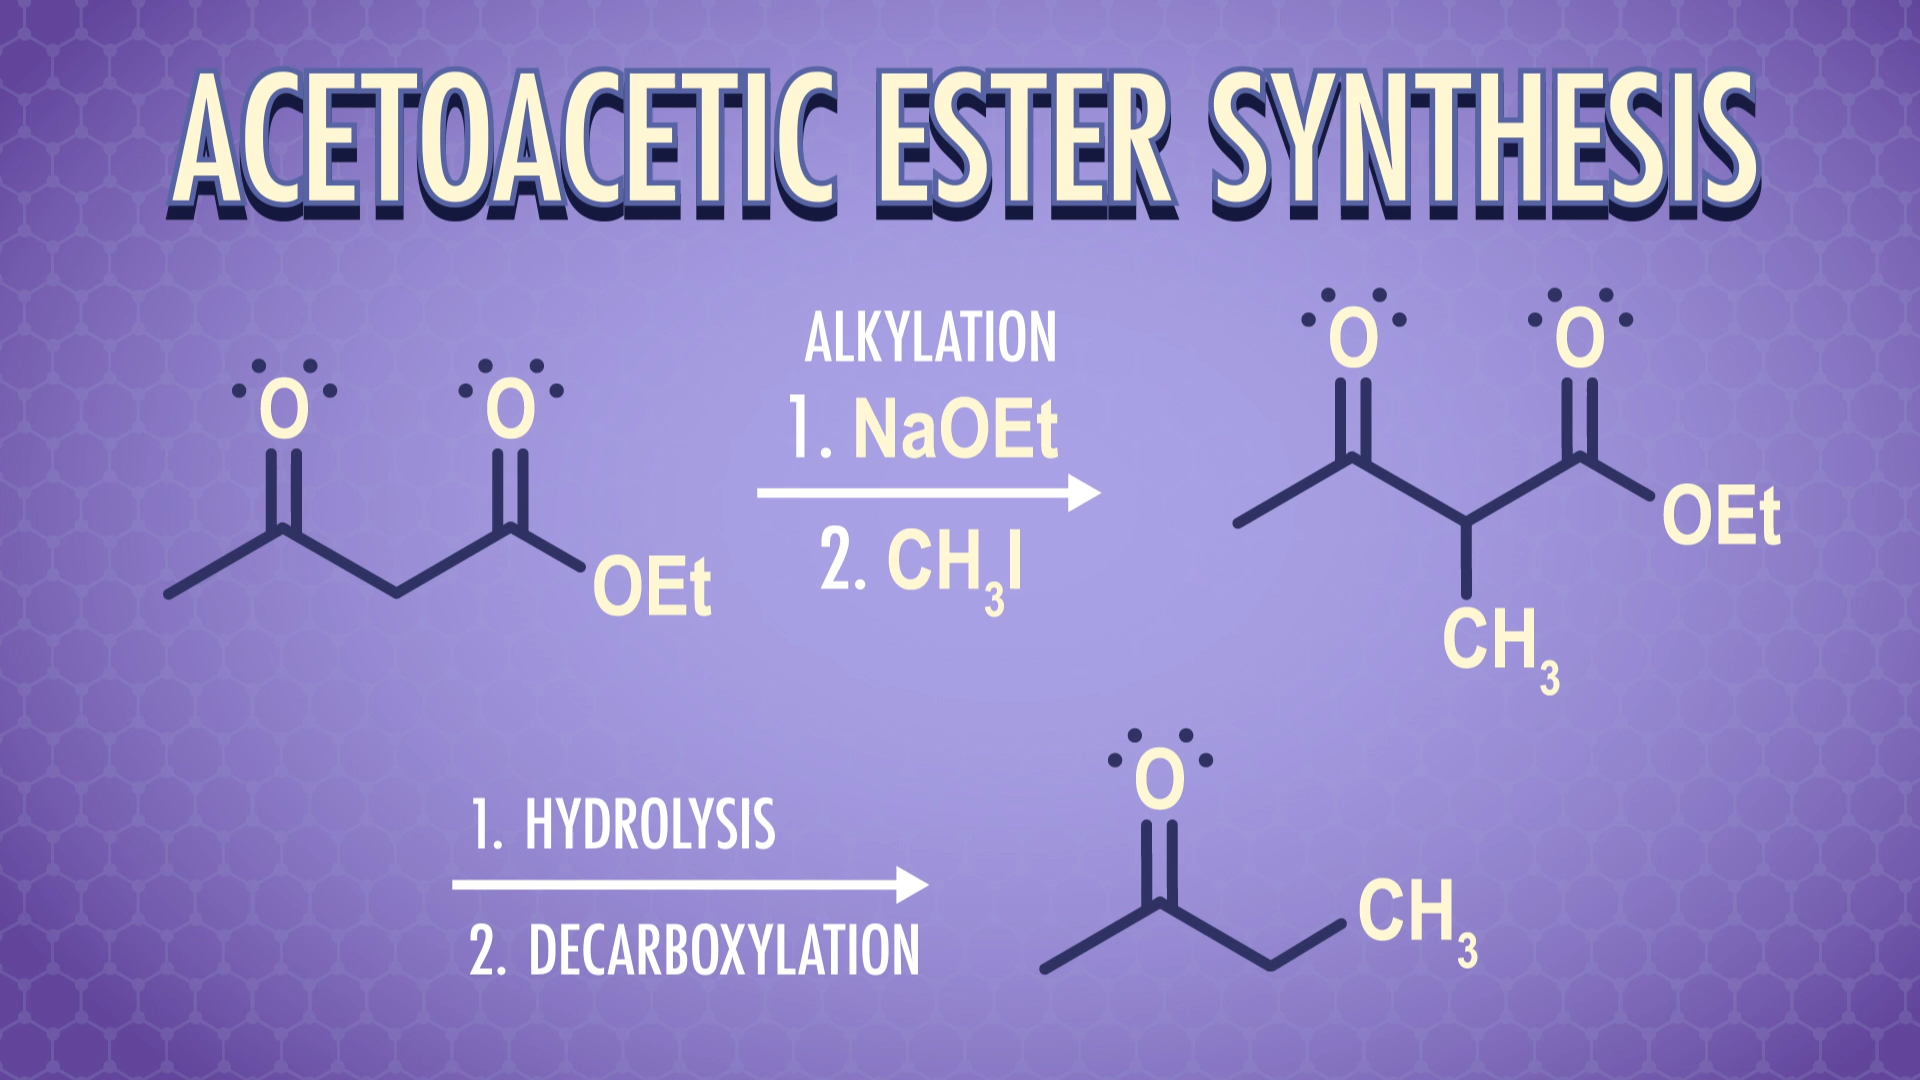 ACETOACETIC ESTER SYNTHESIS
O O
OEt
ALKYLATION
1. NaOEt
2. CH₃I
O O
OEt
CH₃
1. HYDROLYSIS
2. DECARBOXYLATION
O
CH₃